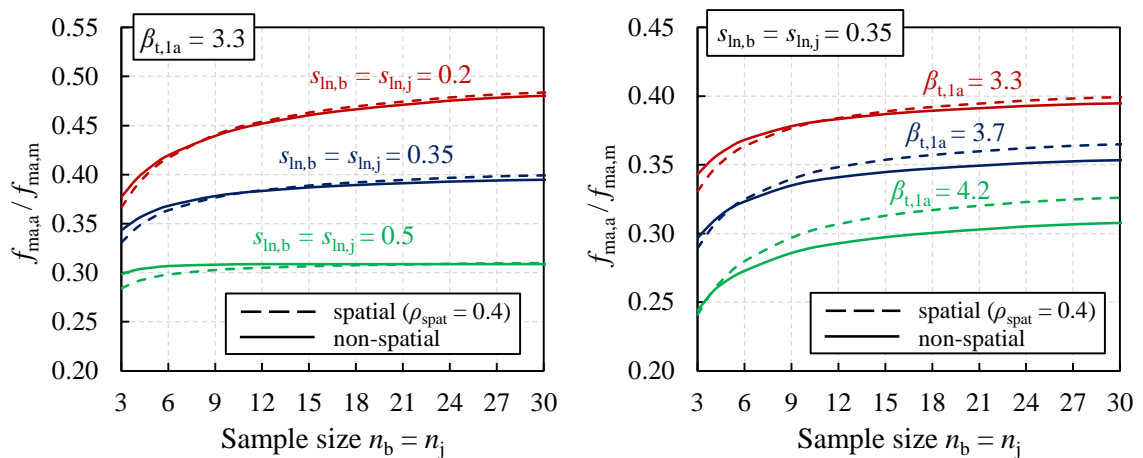 β_t,1a = 3.3
s_ln,b = s_ln,j = 0.2
s_ln,b = s_ln,j = 0.35
s_ln,b = s_ln,j = 0.5
spatial (ρ_spat = 0.4)
non-spatial
0.55
0.50
0.45
0.40
0.35
0.30
0.25
0.20
f_ma,a / f_ma,m
3 6 9 12 15 18 21 24 27 30
Sample size n_b = n_j
s_ln,b = s_ln,j = 0.35
β_t,1a = 3.3
β_t,1a = 3.7
β_t,1a = 4.2
spatial (ρ_spat = 0.4)
non-spatial
0.45
0.40
0.35
0.30
0.25
0.20
f_ma,a / f_ma,m
3 6 9 12 15 18 21 24 27 30
Sample size n_b = n_j